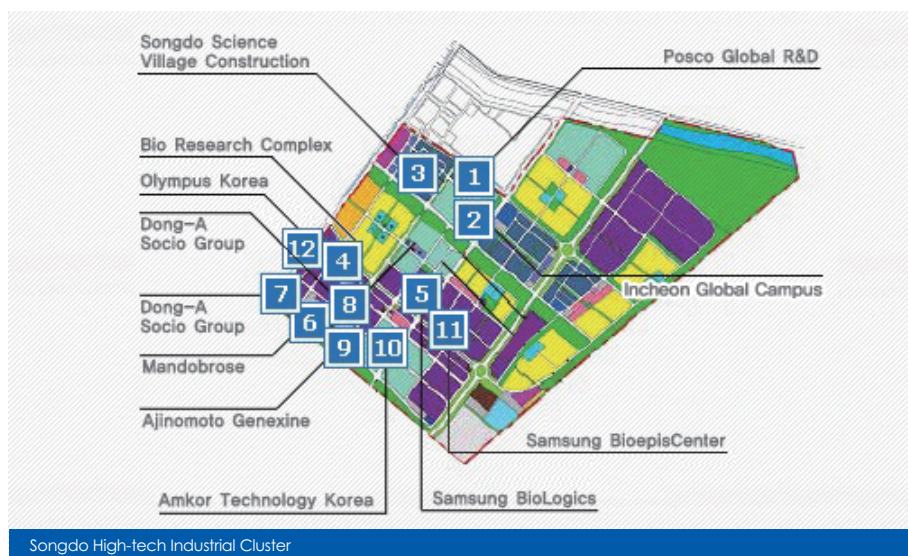 Songdo Science
Village Construction
Posco Global R&D
Bio Research Complex
Olympus Korea
Dong-A
Socio Group
Dong-A
Socio Group
Mandobrose
Ajinomoto Genexine
Amkor Technology Korea
Samsung BioLogics
Samsung BioepisCenter
Incheon Global Campus
3
1
2
12
4
7
8
5
6
11
9
10
Songdo High-tech Industrial Cluster